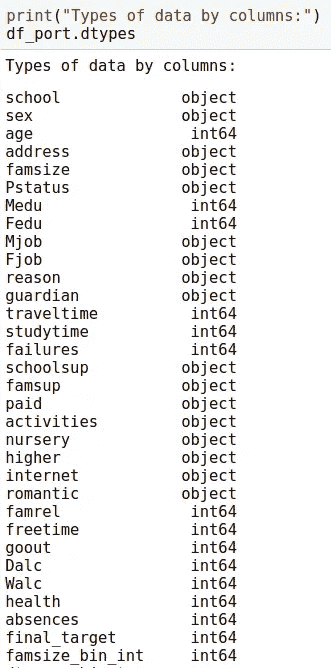 print("Types of data by columns:")
df_port.dtypes
Types of data by columns:
school object
sex object
age int64
address object
famsize object
Pstatus object
Medu int64
Fedu int64
Mjob object
Fjob object
reason object
guardian object
traveltime int64
studytime int64
failures int64
schoolsup object
famsup object
paid object
activities object
nursery object
higher object
internet object
romantic object
famrel int64
freetime int64
goout int64
Dalc int64
Walc int64
health int64
absences int64
final_target int64
famsize_bin_int int64